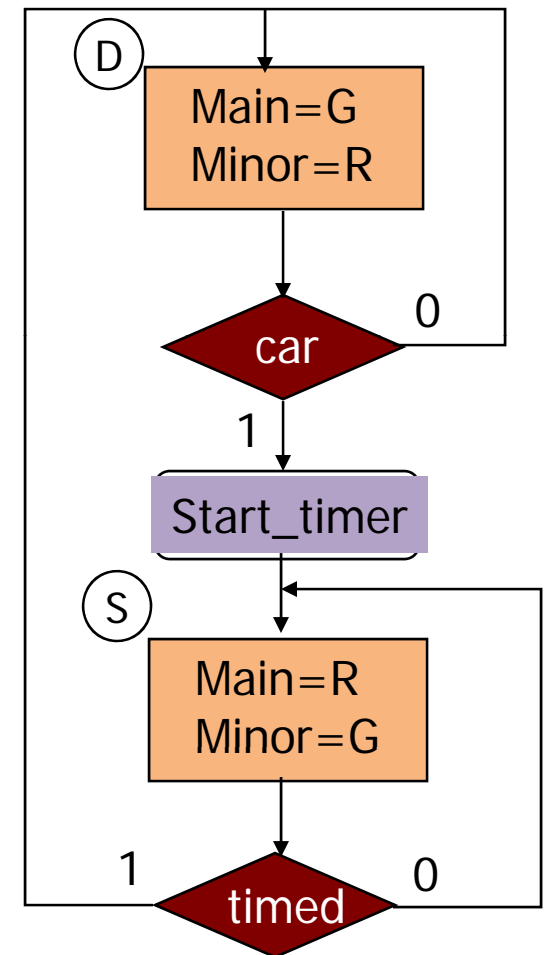 D
Main=G
Minor=R
car
0
1
Start_timer
S
Main=R
Minor=G
1
timed
0